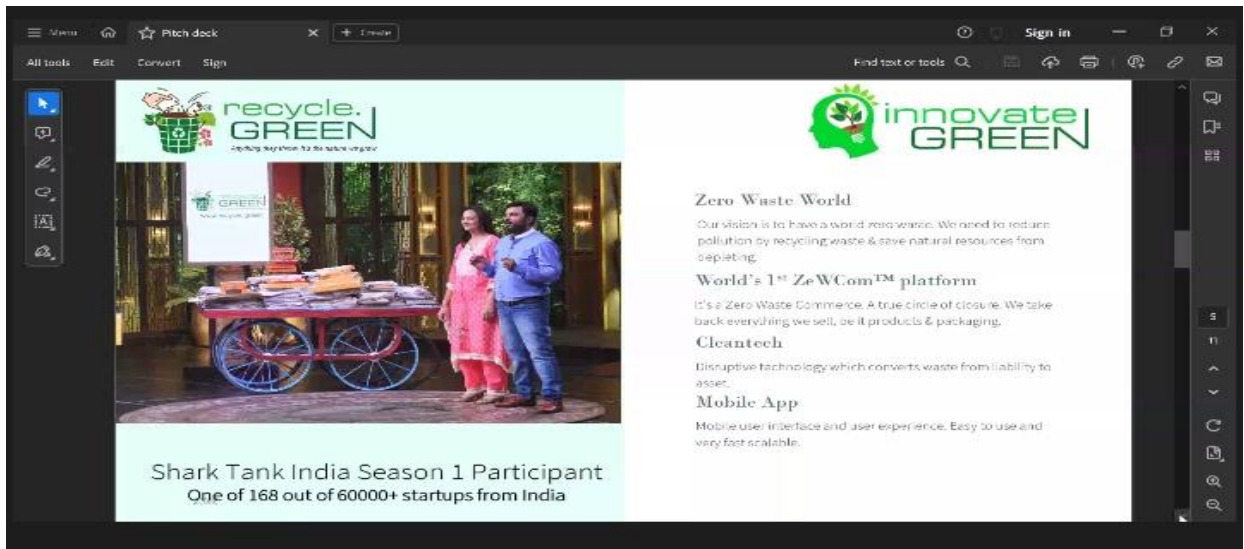 Menu
Pitch deck
+ Create
Sign in
All tools Edit Convert Sign
Find text or tools
recycle.
GREEN
GREEN
Shark Tank India Season 1 Participant
One of 168 out of 60000+ startups from India
innovate
GREEN
Zero Waste World
Our vision is to have a world zero waste. We need to reduce
pollution by recycling waste & save natural resources from
depleting.
World's 1st ZeWCom™ platform
It's a Zero Waste Commerce. A true circle of closure. We take
back everything we sell, be it products & packaging.
Cleantech
Disruptive technology which converts waste from liability to
asset.
Mobile App
Mobile user interface and user experience. Easy to use and
very fast scalable.
5
11